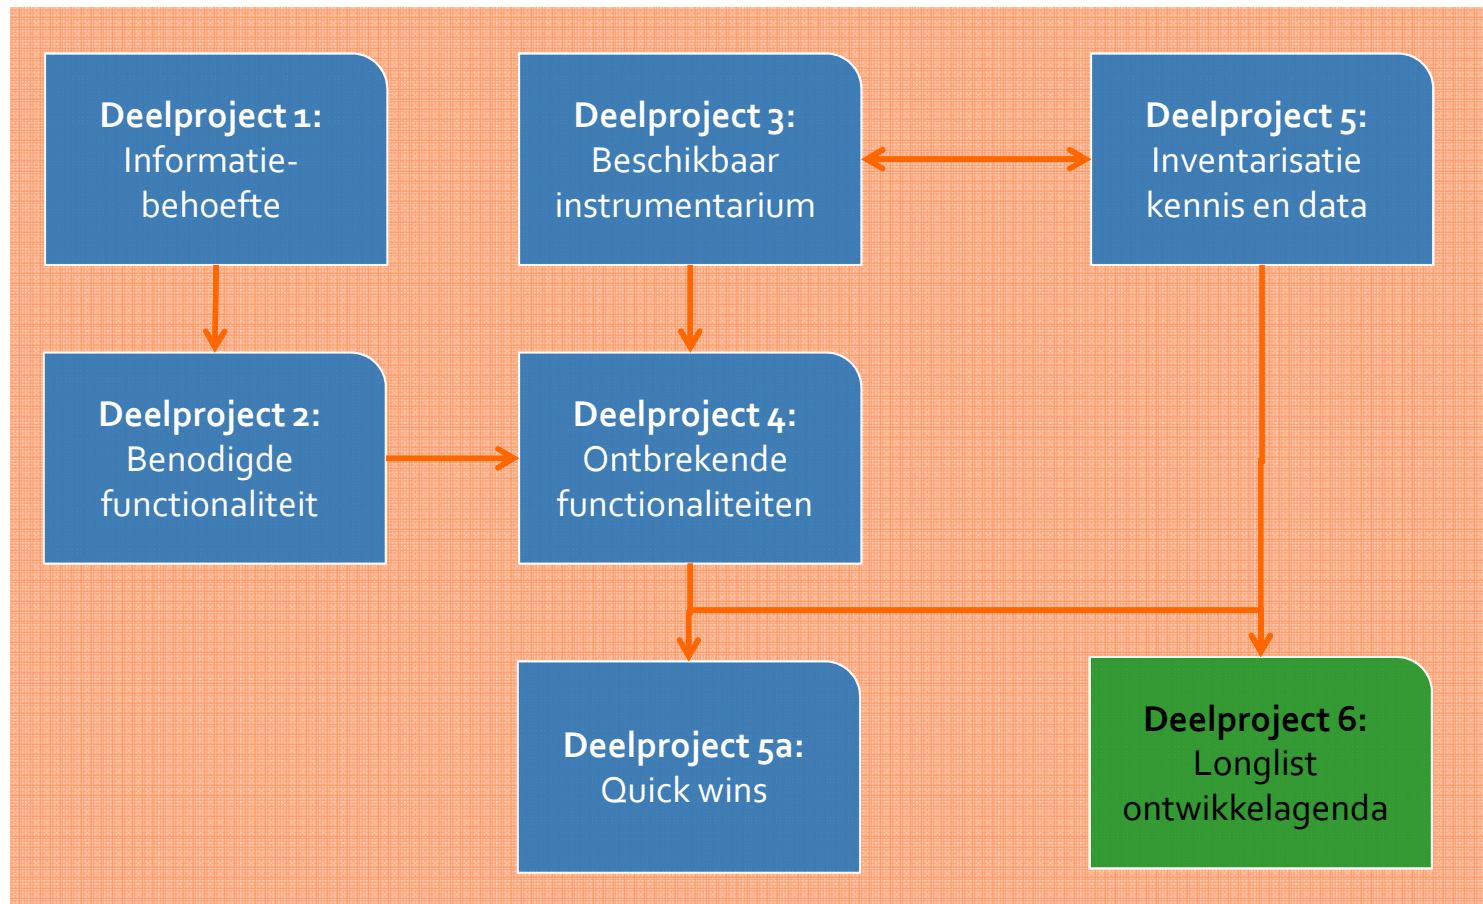 Deelproject 1:
Informatie-
behoefte
Deelproject 3:
Beschikbaar
instrumentarium
Deelproject 5:
Inventarisatie
kennis en data
Deelproject 2:
Benodigde
functionaliteit
Deelproject 4:
Ontbrekende
functionaliteiten
Deelproject 5a:
Quick wins
Deelproject 6:
Longlist
ontwikkelagenda